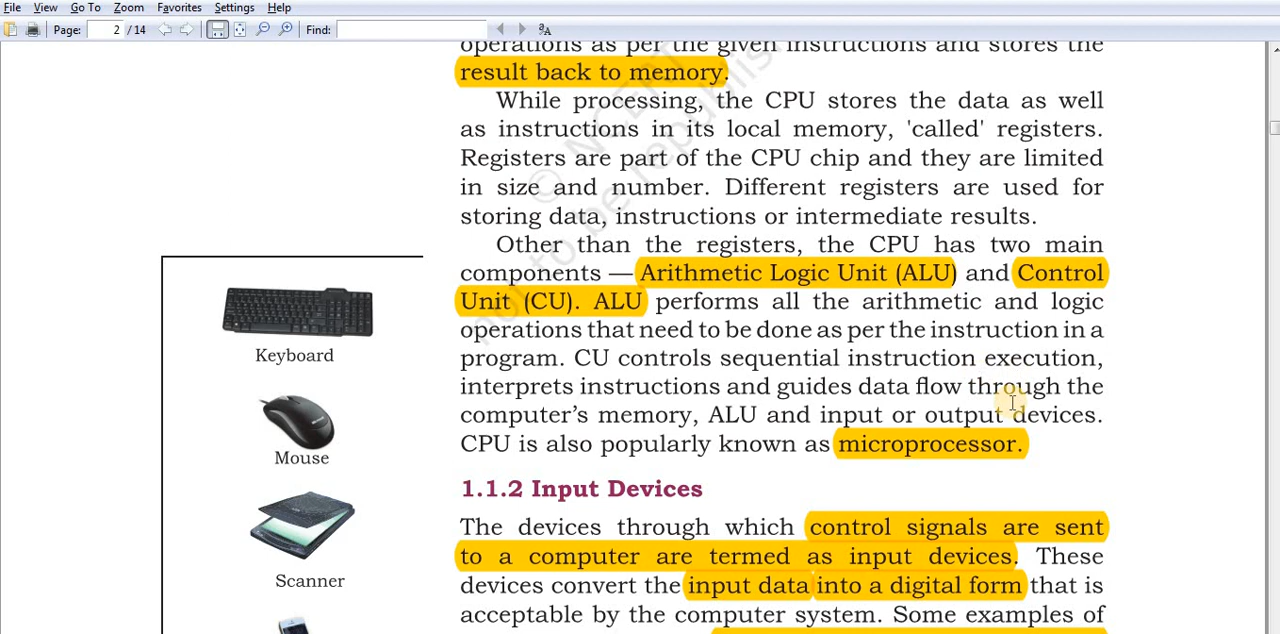 File View Go To Zoom Favorites Settings Help
Page: 2 / 14 Find:
operations as per the given instructions and stores the
result back to memory.
While processing, the CPU stores the data as well
as instructions in its local memory, 'called' registers.
Registers are part of the CPU chip and they are limited
in size and number. Different registers are used for
storing data, instructions or intermediate results.
Other than the registers, the CPU has two main
components — Arithmetic Logic Unit (ALU) and Control
Unit (CU). ALU performs all the arithmetic and logic
operations that need to be done as per the instruction in a
program. CU controls sequential instruction execution,
interprets instructions and guides data flow through the
computer’s memory, ALU and input or output devices.
CPU is also popularly known as microprocessor.
Keyboard
Mouse
Scanner
1.1.2 Input Devices
The devices through which control signals are sent
to a computer are termed as input devices. These
devices convert the input data into a digital form that is
acceptable by the computer system. Some examples of
© NCERT
not to be republis